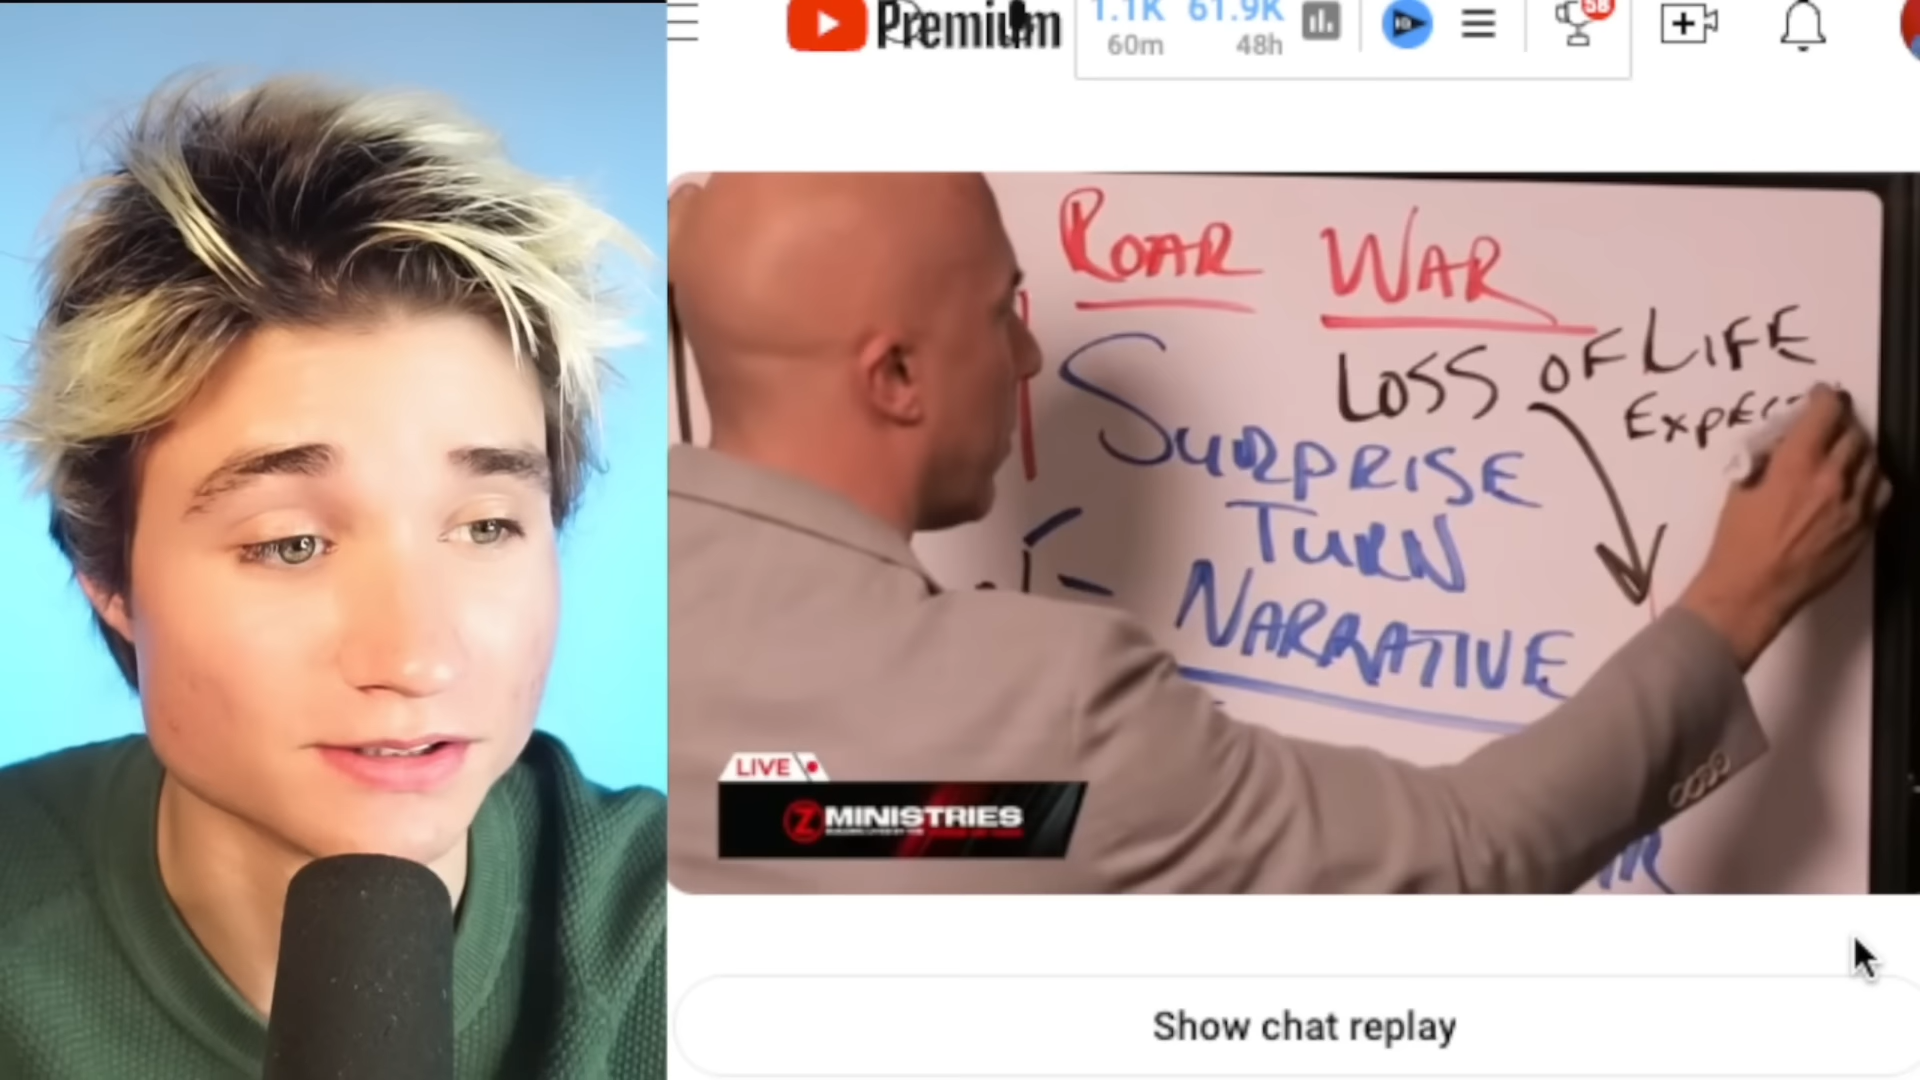 Premium
1.1K 61.9K
60m 48h
58
ROAR WAR
LOSS OF LIFE
SURPRISE
TURN
NARRATIVE
LIVE
Z MINISTRIES
Show chat replay